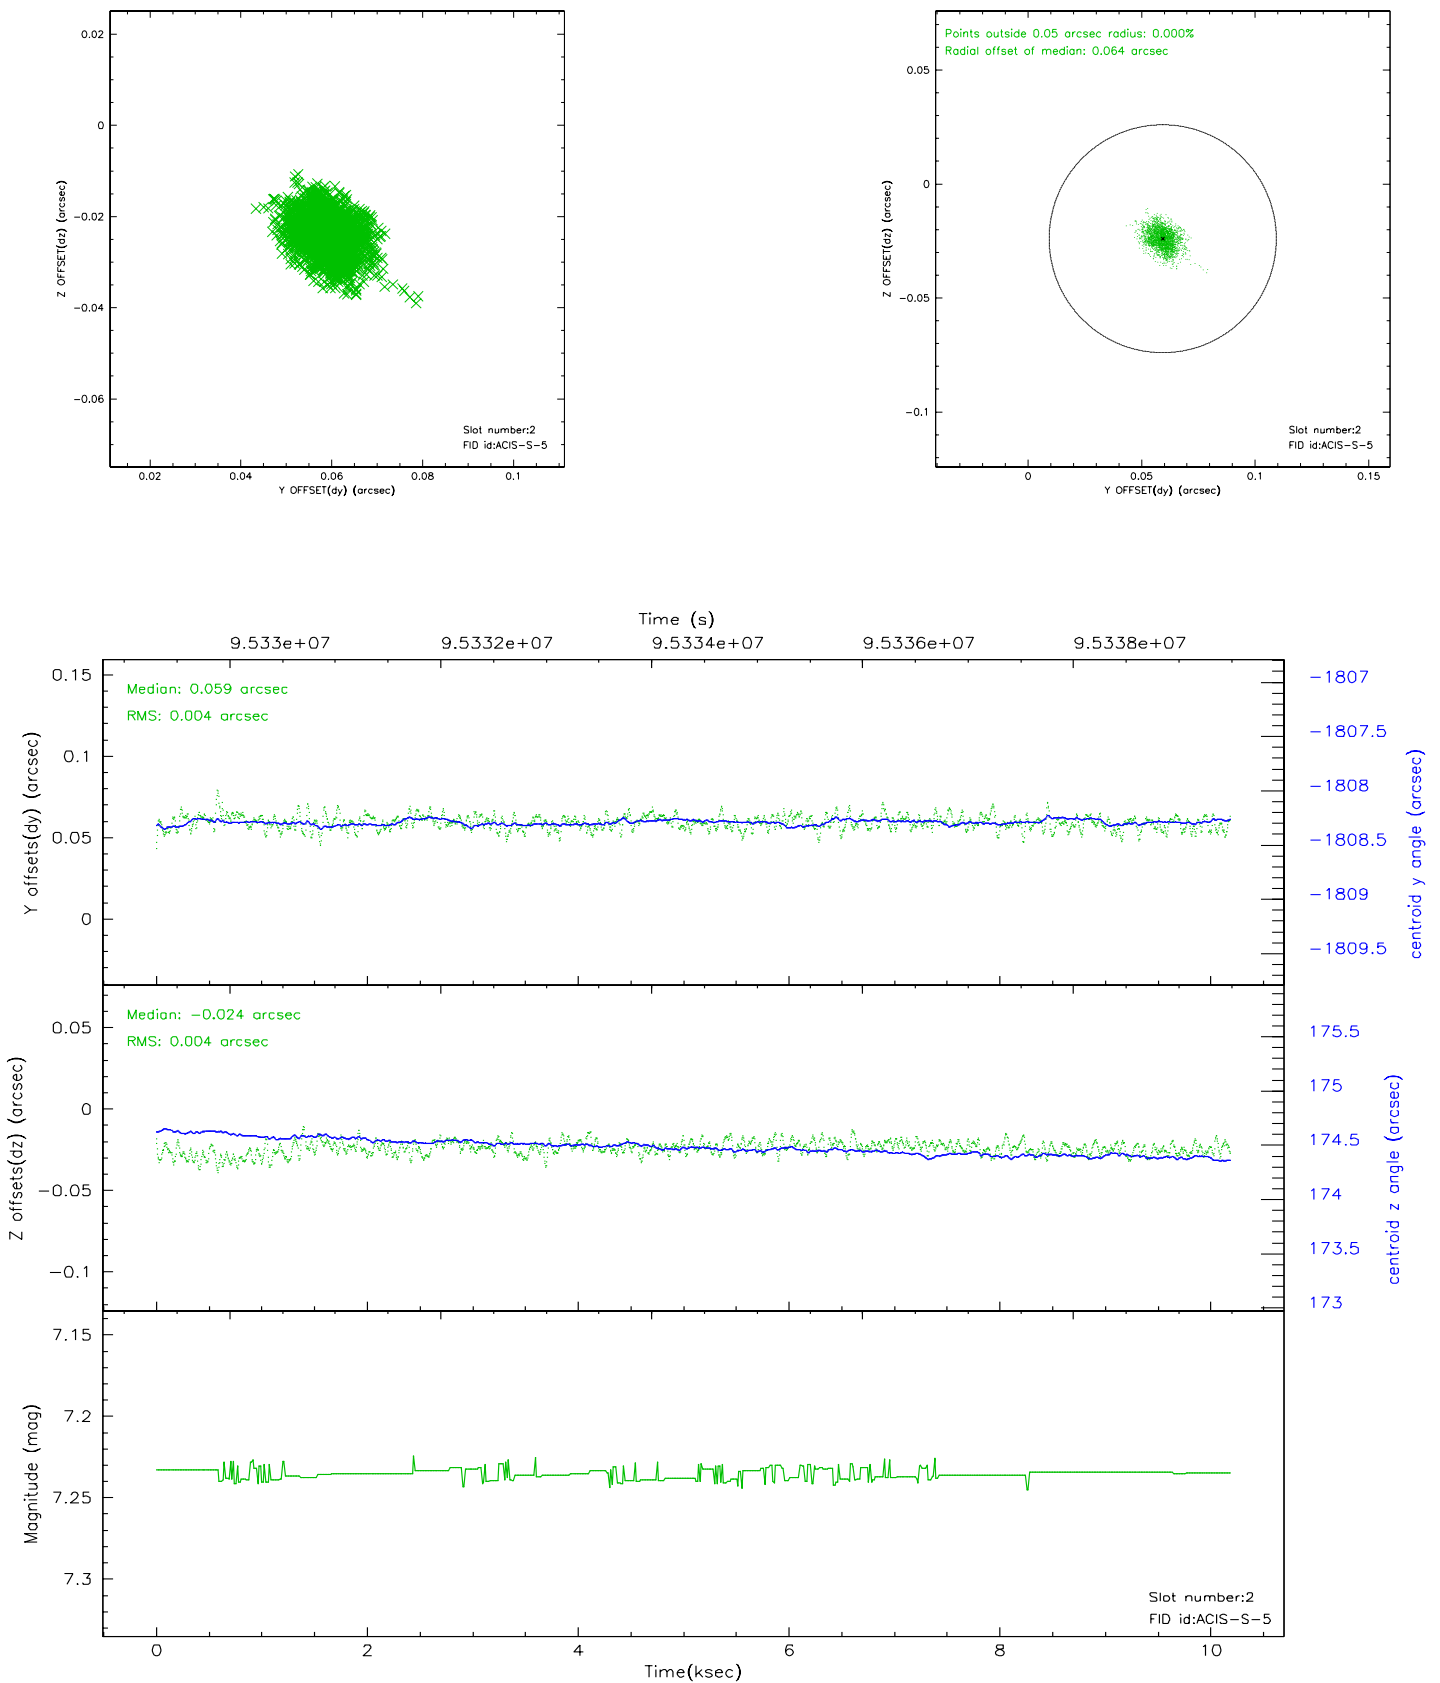 0.02
0
−0.02
−0.04
−0.06
Z OFFSET(dz) (arcsec)
Slot number:2
FID id:ACIS−S−5
0.02
0.04
0.06
0.08
0.1
Y OFFSET(dy) (arcsec)
Points outside 0.05 arcsec radius: 0.000%
Radial offset of median: 0.064 arcsec
0.05
0
−0.05
−0.1
Z OFFSET(dz) (arcsec)
Slot number:2
FID id:ACIS−S−5
0
0.05
0.1
0.15
Y OFFSET(dy) (arcsec)
Time (s)
9.533e+07
9.5332e+07
9.5334e+07
9.5336e+07
9.5338e+07
Median: 0.059 arcsec
RMS: 0.004 arcsec
0.15
0.1
0.05
0
Y offsets(dy) (arcsec)
−1807
−1807.5
−1808
−1808.5
−1809
−1809.5
centroid y angle (arcsec)
Median: −0.024 arcsec
RMS: 0.004 arcsec
0.05
0
−0.05
−0.1
Z offsets(dz) (arcsec)
175.5
175
174.5
174
173.5
173
centroid z angle (arcsec)
7.15
7.2
7.25
7.3
Magnitude (mag)
Slot number:2
FID id:ACIS−S−5
0
2
4
6
8
10
Time(ksec)